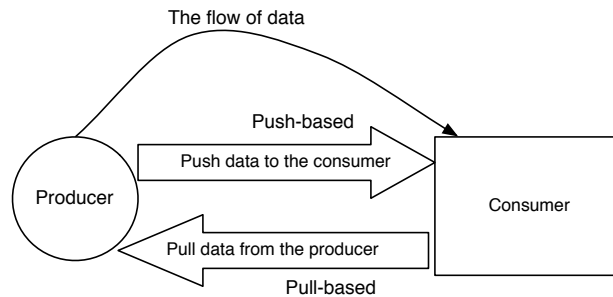 The flow of data
Push-based
Push data to the consumer
Producer
Consumer
Pull data from the producer
Pull-based